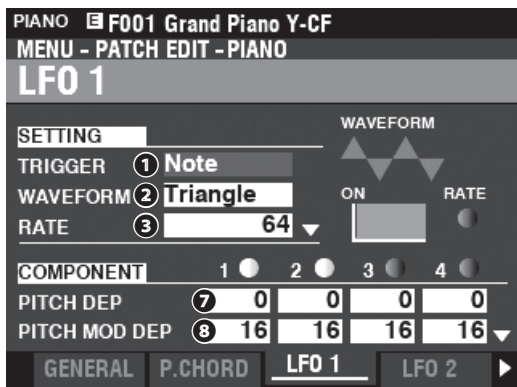 PIANO E F001 Grand Piano Y-CF
MENU - PATCH EDIT - PIANO
LFO 1
SETTING
WAVEFORM
TRIGGER 1 Note
WAVEFORM 2 Triangle
ON RATE
RATE 3 64
COMPONENT 1 2 3 4
PITCH DEP 7 0 0 0 0
PITCH MOD DEP 8 16 16 16 16
GENERAL P.CHORD LFO 1 LFO 2